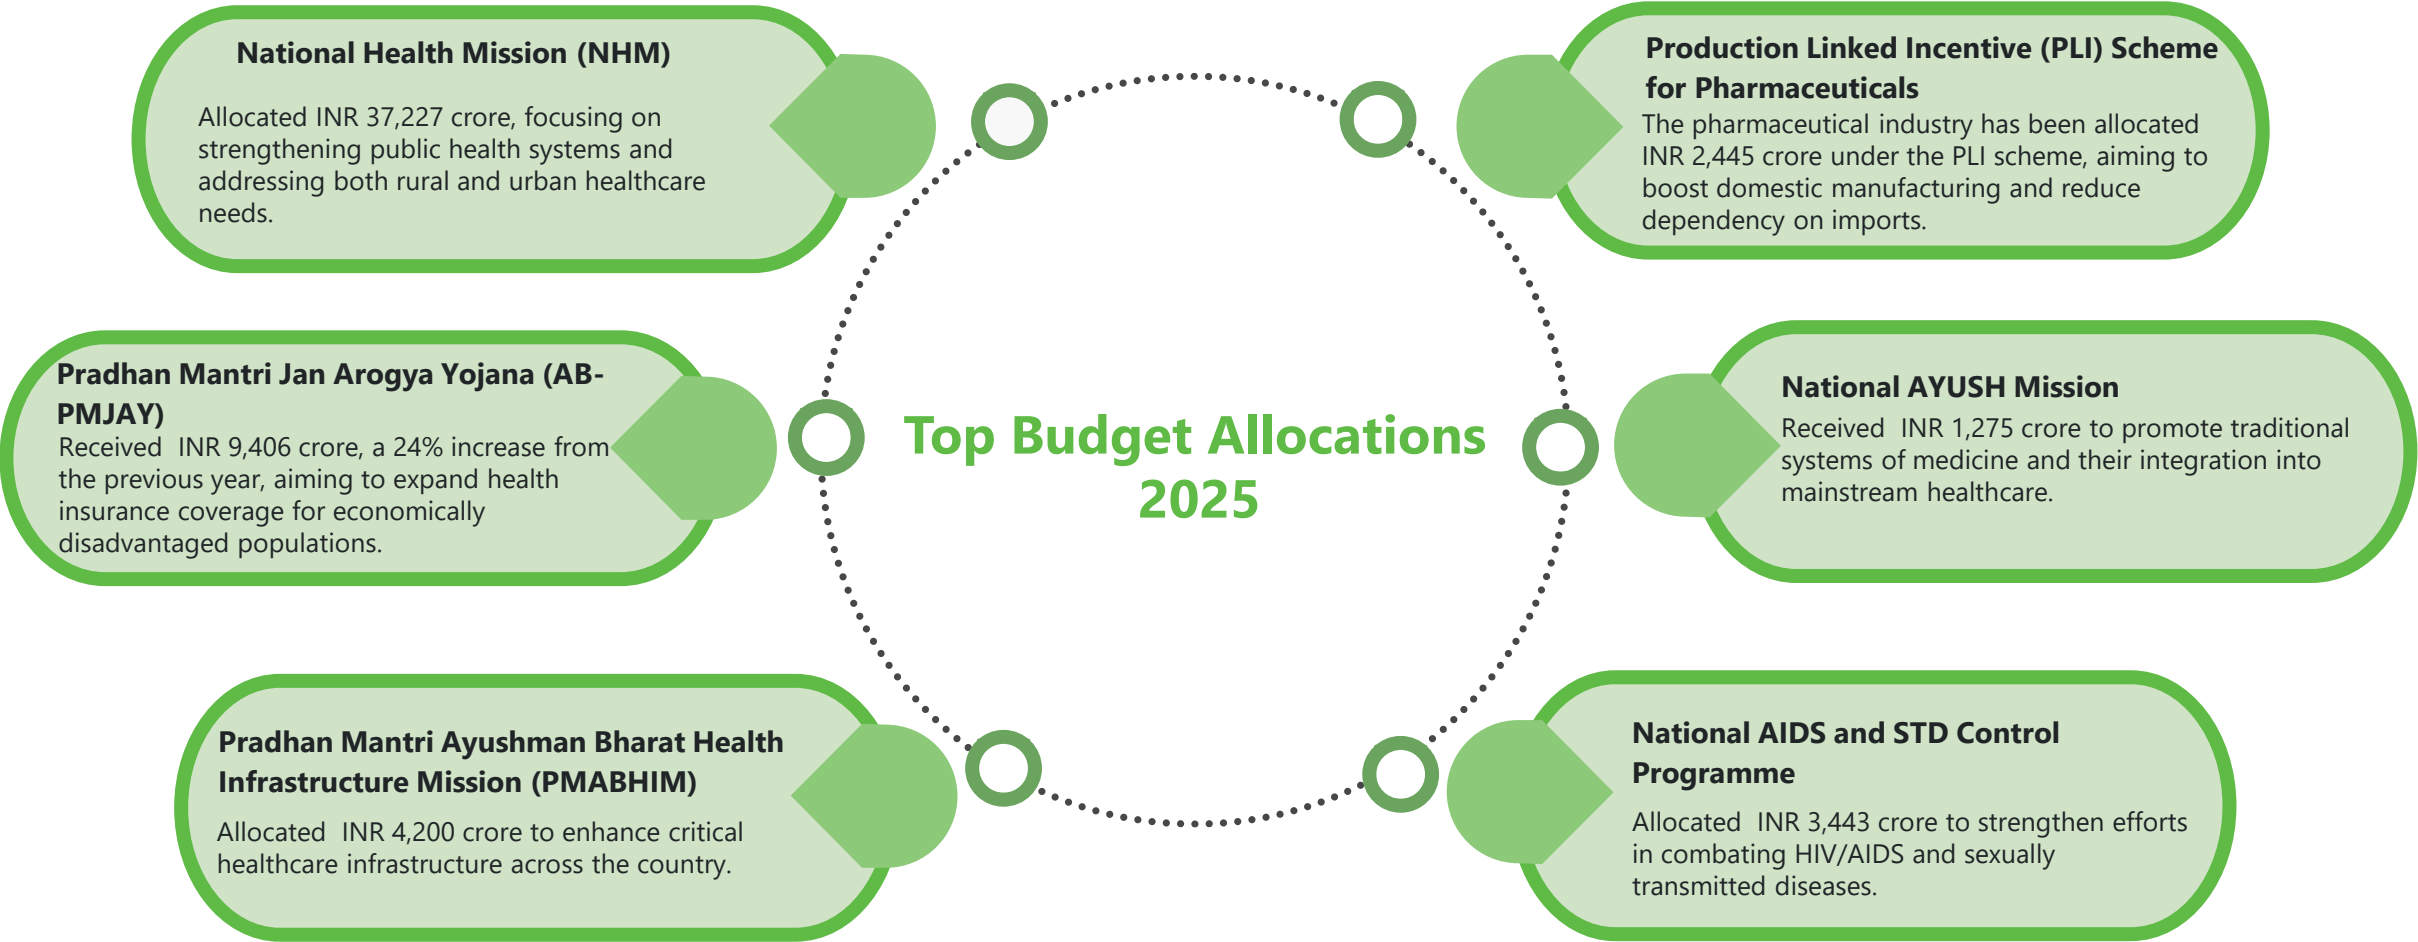 National Health Mission (NHM)
Allocated INR 37,227 crore, focusing on
strengthening public health systems and
addressing both rural and urban healthcare
needs.
Pradhan Mantri Jan Arogya Yojana (AB-
PMJAY)
Received  INR 9,406 crore, a 24% increase from
the previous year, aiming to expand health
insurance coverage for economically
disadvantaged populations.
Pradhan Mantri Ayushman Bharat Health
Infrastructure Mission (PMABHIM)
Allocated  INR 4,200 crore to enhance critical
healthcare infrastructure across the country.
Top Budget Allocations
2025
Production Linked Incentive (PLI) Scheme
for Pharmaceuticals
The pharmaceutical industry has been allocated
INR 2,445 crore under the PLI scheme, aiming to
boost domestic manufacturing and reduce
dependency on imports.
National AYUSH Mission
Received  INR 1,275 crore to promote traditional
systems of medicine and their integration into
mainstream healthcare.
National AIDS and STD Control
Programme
Allocated  INR 3,443 crore to strengthen efforts
in combating HIV/AIDS and sexually
transmitted diseases.